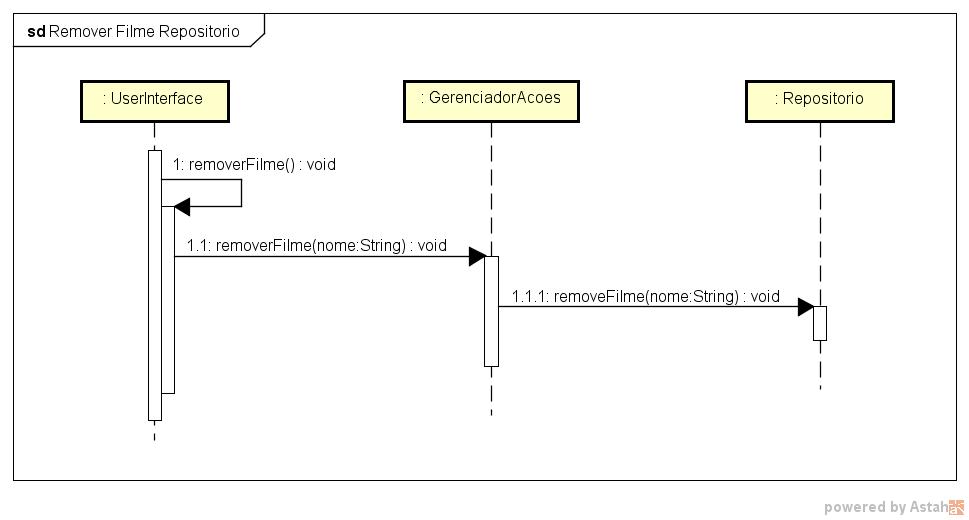 sd Remover Filme Repositorio
: UserInterface
: GerenciadorAcoes
: Repositorio
1: removerFilme() : void
1.1: removerFilme(nome:String) : void
1.1.1: removeFilme(nome:String) : void
powered by Astah